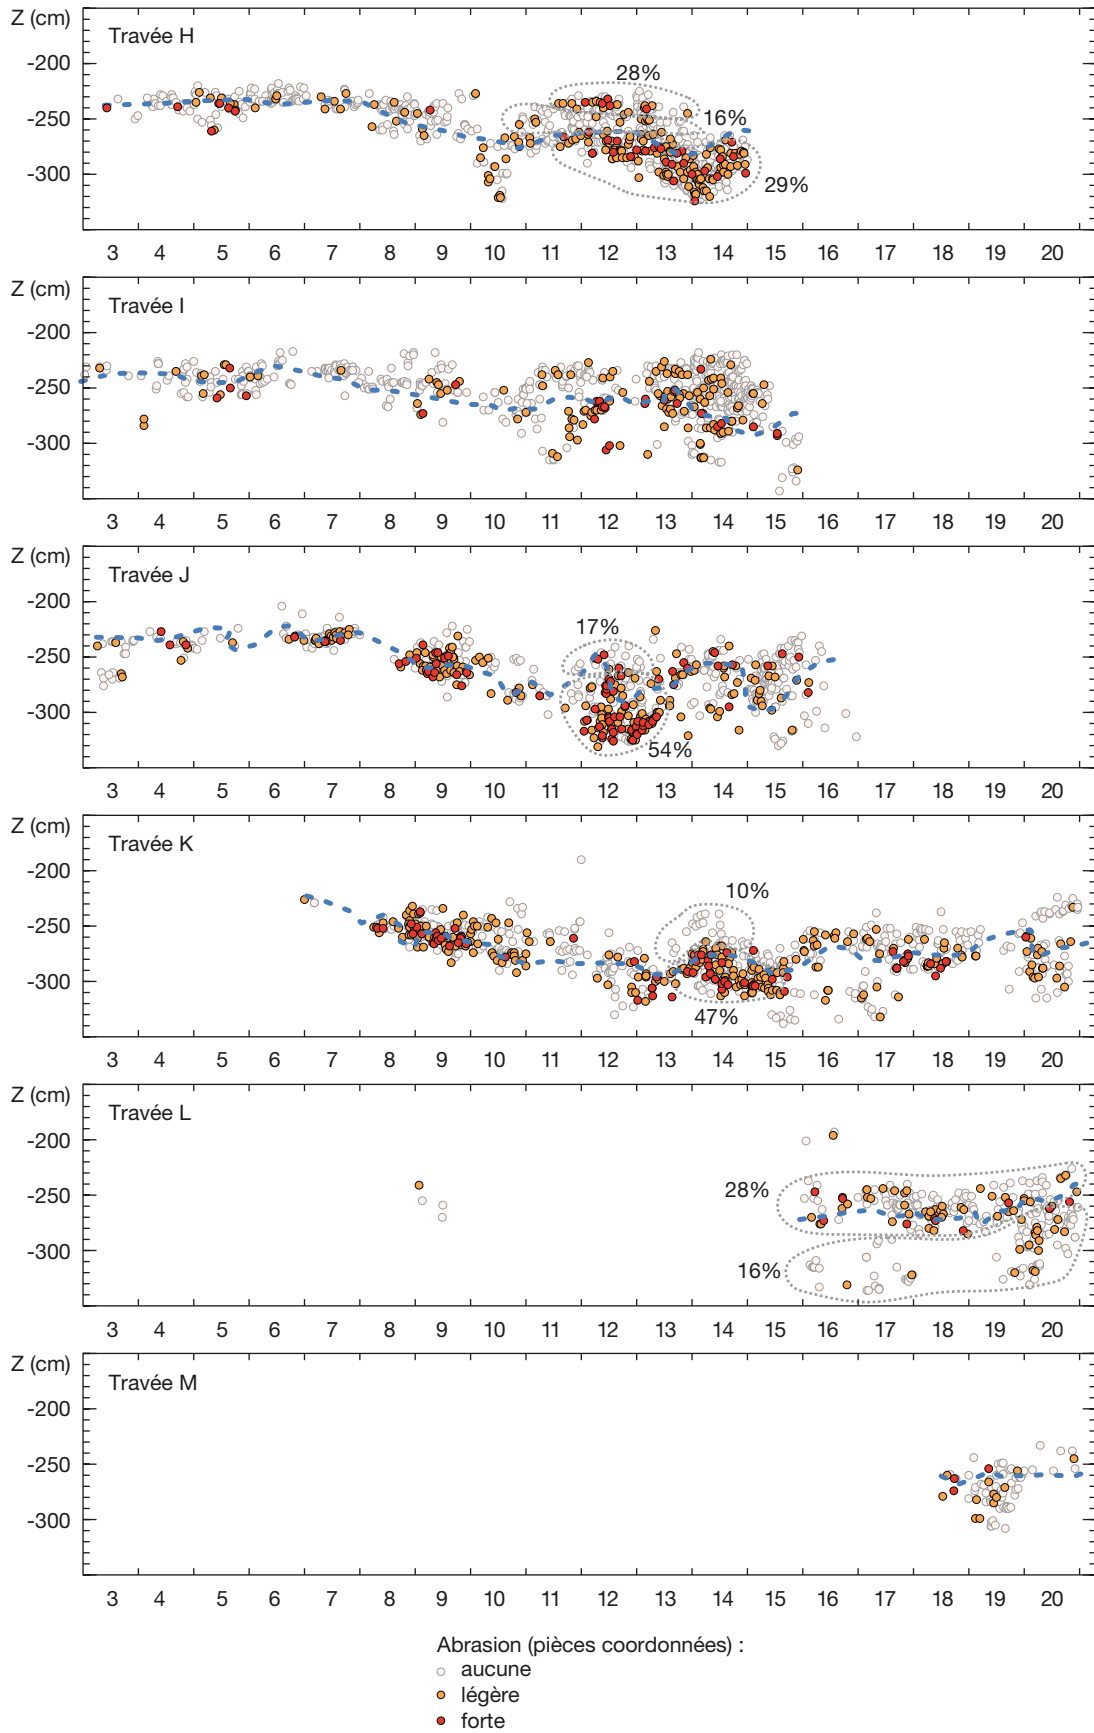 Z (cm)
Travée H
-200
28%
-250
16%
-300
29%
3 4 5 6 7 8 9 10 11 12 13 14 15 16 17 18 19 20
Z (cm)
Travée I
-200
-250
-300
3 4 5 6 7 8 9 10 11 12 13 14 15 16 17 18 19 20
Z (cm)
Travée J
-200
17%
-250
-300
54%
3 4 5 6 7 8 9 10 11 12 13 14 15 16 17 18 19 20
Z (cm)
Travée K
-200
10%
-250
-300
47%
3 4 5 6 7 8 9 10 11 12 13 14 15 16 17 18 19 20
Z (cm)
Travée L
-200
28%
-250
16%
-300
3 4 5 6 7 8 9 10 11 12 13 14 15 16 17 18 19 20
Z (cm)
Travée M
-200
-250
-300
3 4 5 6 7 8 9 10 11 12 13 14 15 16 17 18 19 20
Abrasion (pièces coordonnées) :
aucune
légère
forte